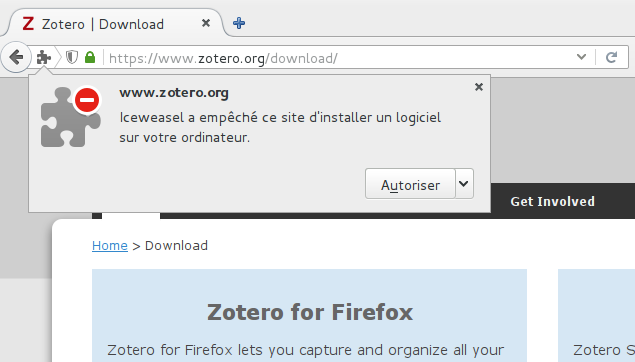 Z Zotero | Download
https://www.zotero.org/download/
www.zotero.org
Iceweasel a empêché ce site d'installer un logiciel
sur votre ordinateur.
Autoriser
Get Involved
Home > Download
Zotero for Firefox
Zotero for Firefox lets you capture and organize all your
Zotero S